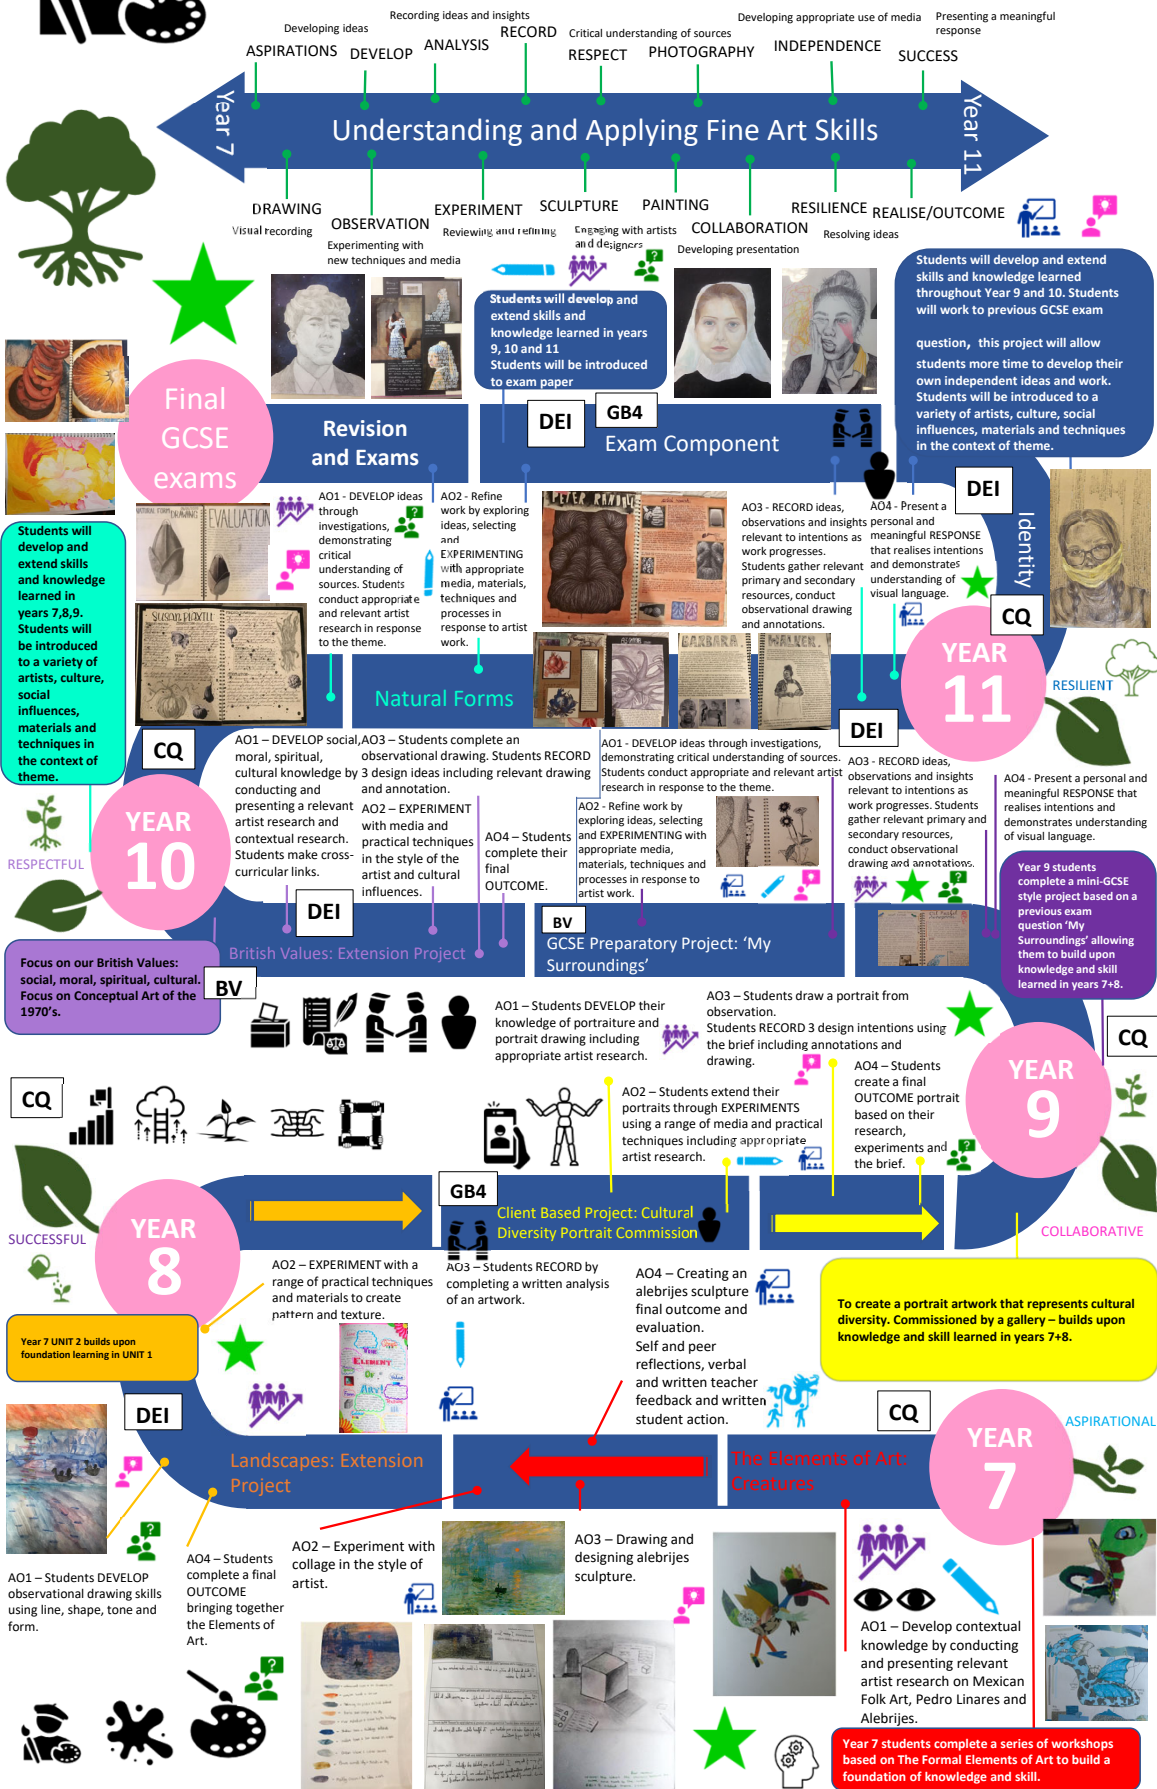 Developing ideas
Recording ideas and insights
Critical understanding of sources
Developing appropriate use of media
Presenting a meaningful
response
ASPIRATIONS
DEVELOP
ANALYSIS
RECORD
RESPECT
PHOTOGRAPHY
INDEPENDENCE
SUCCESS
Year 7
Understanding and Applying Fine Art Skills
Year 11
DRAWING
Visual recording
OBSERVATION
Experimenting with
new techniques and media
EXPERIMENT
Reviewing and refining
SCULPTURE
Engaging with artists
and designers
PAINTING
COLLABORATION
Developing presentation
RESILIENCE
Resolving ideas
REALISE/OUTCOME
Students will develop and
extend skills and
knowledge learned in years
9, 10 and 11
Students will be introduced
to exam paper
Students will develop and extend
skills and knowledge learned
throughout Year 9 and 10. Students
will work to previous GCSE exam
question, this project will allow
students more time to develop their
own independent ideas and work.
Students will be introduced to a
variety of artists, culture, social
influences, materials and techniques
in the context of theme.
Final
GCSE
exams
Revision
and Exams
DEI
GB4
Exam Component
DEI
Identity
CQ
AO1 - DEVELOP ideas
through
investigations,
demonstrating
critical
understanding of
sources. Students
conduct appropriate
and relevant artist
research in response
to the theme.
AO2 - Refine
work by exploring
ideas, selecting
and
EXPERIMENTING
with appropriate
media, materials,
techniques and
processes in
response to artist
work.
AO3 - RECORD ideas,
observations and insights
relevant to intentions as
work progresses.
Students gather relevant
primary and secondary
resources, conduct
observational drawing
and annotations.
AO4 - Present a
personal and
meaningful RESPONSE
that realises intentions
and demonstrates
understanding of
visual language.
DRAWING
EVALUATION
PETER RANDALL
BARBARA
WALKER
YEAR
11
RESILIENT
Students will
develop and
extend skills
and knowledge
learned in
years 7,8,9.
Students will
be introduced
to a variety of
artists, culture,
social
influences,
materials and
techniques in
the context of
theme.
Natural Forms
CQ
DEI
YEAR
10
RESPECTFUL
AO1 – DEVELOP social,
moral, spiritual,
cultural knowledge by
conducting and
presenting a relevant
artist research and
contextual research.
Students make cross-
curricular links.
AO3 – Students complete an
observational drawing. Students RECORD
3 design ideas including relevant drawing
and annotation.
AO2 – EXPERIMENT
with media and
practical techniques
in the style of the
artist and cultural
influences.
AO4 – Students
complete their
final
OUTCOME.
AO1 - DEVELOP ideas through investigations,
demonstrating critical understanding of sources.
Students conduct appropriate and relevant artist
research in response to the theme.
AO2 - Refine work by
exploring ideas, selecting
and EXPERIMENTING with
appropriate media,
materials, techniques and
processes in response to
artist work.
AO3 - RECORD ideas,
observations and insights
relevant to intentions as
work progresses. Students
gather relevant primary and
secondary resources,
conduct observational
drawing and annotations.
AO4 - Present a personal and
meaningful RESPONSE that
realises intentions and
demonstrates understanding
of visual language.
Year 9 students
complete a mini-GCSE
style project based on a
previous exam
question 'My
Surroundings' allowing
them to build upon
knowledge and skill
learned in years 7+8.
DEI
British Values: Extension Project
BV
GCSE Preparatory Project: 'My
Surroundings'
Focus on our British Values:
social, moral, spiritual, cultural.
Focus on Conceptual Art of the
1970's.
BV
CQ
YEAR
9
COLLABORATIVE
AO1 – Students DEVELOP their
knowledge of portraiture and
portrait drawing including
appropriate artist research.
AO3 – Students draw a portrait from
observation.
Students RECORD 3 design intentions using
the brief including annotations and
drawing.
AO2 – Students extend their
portraits through EXPERIMENTS
using a range of media and practical
techniques including appropriate
artist research.
AO4 – Students
create a final
OUTCOME portrait
based on their
research,
experiments and
the brief.
CQ
SUCCESSFUL
YEAR
8
GB4
Client Based Project: Cultural
Diversity Portrait Commission
To create a portrait artwork that represents cultural
diversity. Commissioned by a gallery – builds upon
knowledge and skill learned in years 7+8.
Year 7 UNIT 2 builds upon
foundation learning in UNIT 1
AO2 – EXPERIMENT with a
range of practical techniques
and materials to create
pattern and texture.
AO3 – Students RECORD by
completing a written analysis
of an artwork.
AO4 – Creating an
alebrijes sculpture
final outcome and
evaluation.
Self and peer
reflections, verbal
and written teacher
feedback and written
student action.
DEI
Landscapes: Extension
Project
The Elements of Art:
Creatures
CQ
YEAR
7
ASPIRATIONAL
AO1 – Students DEVELOP
observational drawing skills
using line, shape, tone and
form.
AO4 – Students
complete a final
OUTCOME
bringing together
the Elements of
Art.
AO2 – Experiment with
collage in the style of
artist.
AO3 – Drawing and
designing alebrijes
sculpture.
AO1 – Develop contextual
knowledge by conducting
and presenting relevant
artist research on Mexican
Folk Art, Pedro Linares and
Alebrijes.
Year 7 students complete a series of workshops
based on The Formal Elements of Art to build a
foundation of knowledge and skill.